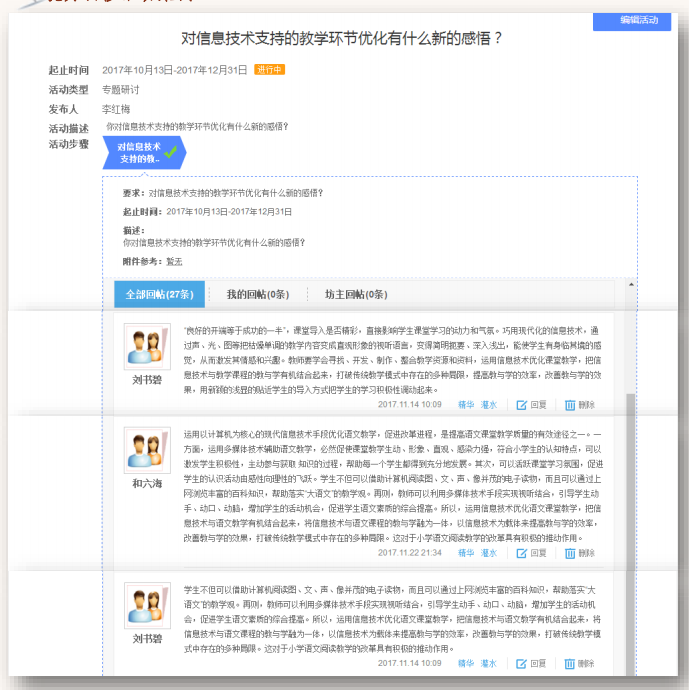 编辑活动
对信息技术支持的教学环节优化有什么新的感悟？
起止时间 2017年10月13日-2017年12月31日 进行中
活动类型 专题研讨
发布人 李红梅
活动描述 你对信息技术支持的教学环节优化有什么新的感悟?
活动步骤
对信息技术
支持的教..
要求：对信息技术支持的教学环节优化有什么新的感悟?
起止时间：2017年10月13日-2017年12月31日
描述：
你对信息技术支持的教学环节优化有什么新的感悟?
附件参考：暂无
全部回帖(27条) 我的回帖(0条) 坊主回帖(0条)
“良好的开端等于成功的一半”，课堂导入是否精彩，直接影响学生课堂学习的动力和气氛。巧用现代化的信息技术，通
过声、光、图等把枯燥单调的教学内容变成直观形象的视听语言，变得简明扼要、深入浅出，能使学生有身临其境的感
觉，从而激发其情感和兴趣。教师要学会寻找、开发、制作、整合教学资源和资料，运用信息技术优化课堂教学，把信
息技术与教学课程的教与学有机结合起来，打破传统教学模式中存在的多种局限，提高教与学的效率，改善教与学的效
果，用新颖的浅显的贴近学生的导入方式把学生的学习积极性调动起来。
刘书碧
2017.11.14 10:09 精华 灌水 回复 删除
运用以计算机为核心的现代信息技术手段优化语文教学，促进改革进程，是提高语文课堂教学质量的有效途径之一。一
方面，运用多媒体技术辅助语文教学，必然促使课堂教学生动、形象、直观、感染力强，符合小学生的认知特点，可以
激发学生积极性，主动参与获取 知识的过程，帮助每一个学生都得到充分地发展。其次，可以活跃课堂学习氛围，促进
学生的认识活动由感性向理性的飞跃。学生不但可以借助计算机阅读图、文、声、像并茂的电子读物，而且可以通过上
网浏览丰富的百科知识，帮助落实“大语文”的教学观。再则，教师可以利用多媒体技术手段实现视听结合，引导学生动
手、动口、动脑，增加学生的活动机会，促进学生语文素质的综合提高。所以，运用信息技术优化语文课堂教学，把信
息技术与语文教学有机结合起来，将信息技术与语文课程的教与学融为一体，以信息技术为载体来提高教与学的效率，
改善教与学的效果，打破传统教学模式中存在的多种局限。这对于小学语文阅读教学的改革具有积极的推动作用。
和六海
2017.11.22 21:34 精华 灌水 回复 删除
学生不但可以借助计算机阅读图、文、声、像并茂的电子读物，而且可以通过上网浏览丰富的百科知识，帮助落实“大
语文”的教学观。再则，教师可以利用多媒体技术手段实现视听结合，引导学生动手、动口、动脑，增加学生的活动机
会，促进学生语文素质的综合提高。所以，运用信息技术优化语文课堂教学，把信息技术与语文教学有机结合起来，将
信息技术与语文课程的教与学融为一体，以信息技术为载体来提高教与学的效率，改善教与学的效果，打破传统教学模
式中存在的多种局限。这对于小学语文阅读教学的改革具有积极的推动作用。
刘书碧
2017.11.14 10:09 精华 灌水 回复 删除